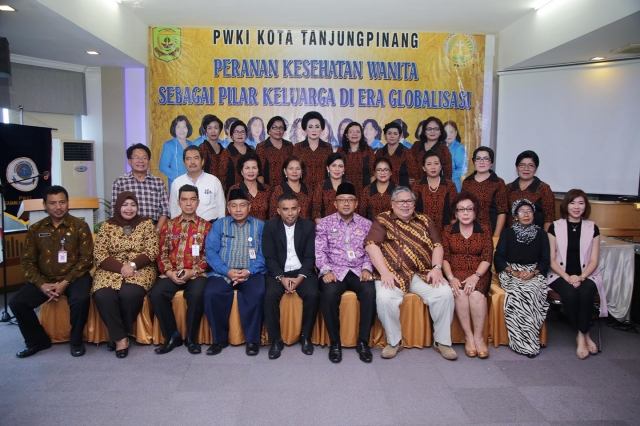 PWKI KOTA TANJUNGPINANG
PERANAN KESEHATAN WANITA
SEBAGAI PILAR KELUARGA DI ERA GLOBALISASI